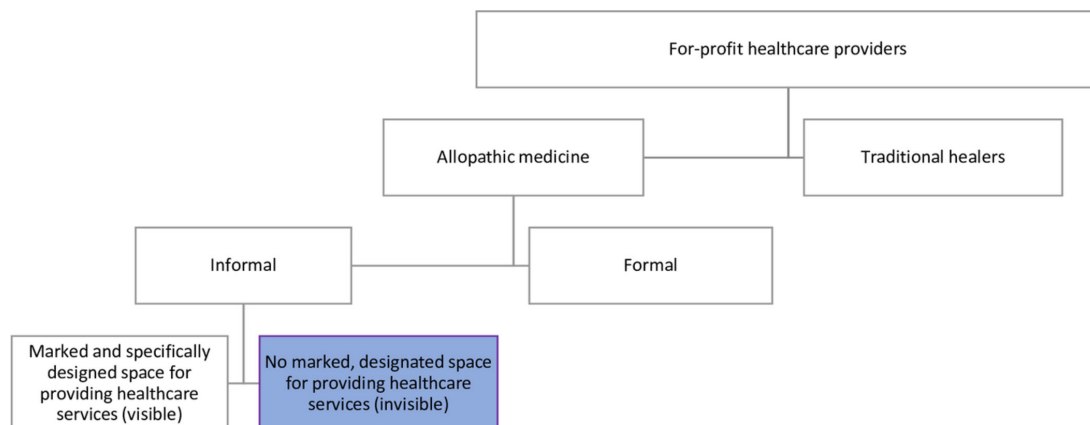 For-profit healthcare providers
Allopathic medicine
Traditional healers
Informal
Formal
Marked and specifically
designed space for
providing healthcare
services (visible)
No marked, designated space
for providing healthcare
services (invisible)